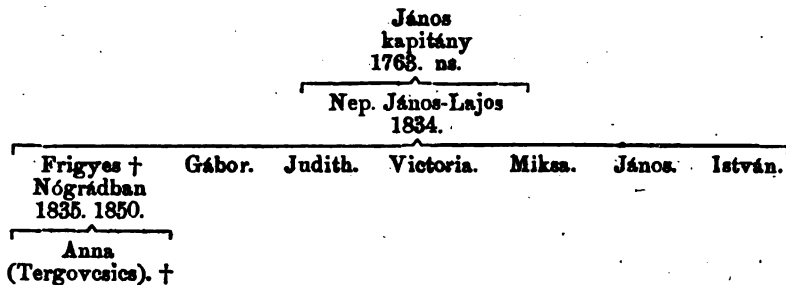 János
kapitány
1763. ns.
Nep. János-Lajos
1834.
Frigyes † Gábor. Judith. Victoria. Miksa. János. István.
Nógrádban
1835. 1850.
Anna
(Tergovcsics). †